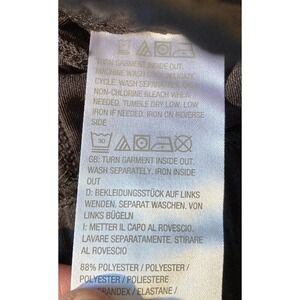 TURN GARMENT INSIDE OUT.
MACHINE WASH COLD DELICATE
CYCLE. WASH SEPARATELY.
NON-CHLORINE BLEACH WHEN
NEEDED. TUMBLE DRY LOW. LOW
IRON IF NEEDED. IRON ON REVERSE
SIDE
30
GB: TURN GARMENT INSIDE OUT.
WASH SEPARATELY. IRON INSIDE
OUT
D: BEKLEIDUNGSSTÜCK AUF LINKS
WENDEN, SEPARAT WASCHEN. VON
LINKS BÜGELN
I: METTER IL CAPO AL ROVESCIO.
LAVARE SEPARATAMENTE. STIRARE
AL ROVESCIO
88% POLYESTER / POLYESTER /
POLYESTER / POLIESTERE
ELASTANE /